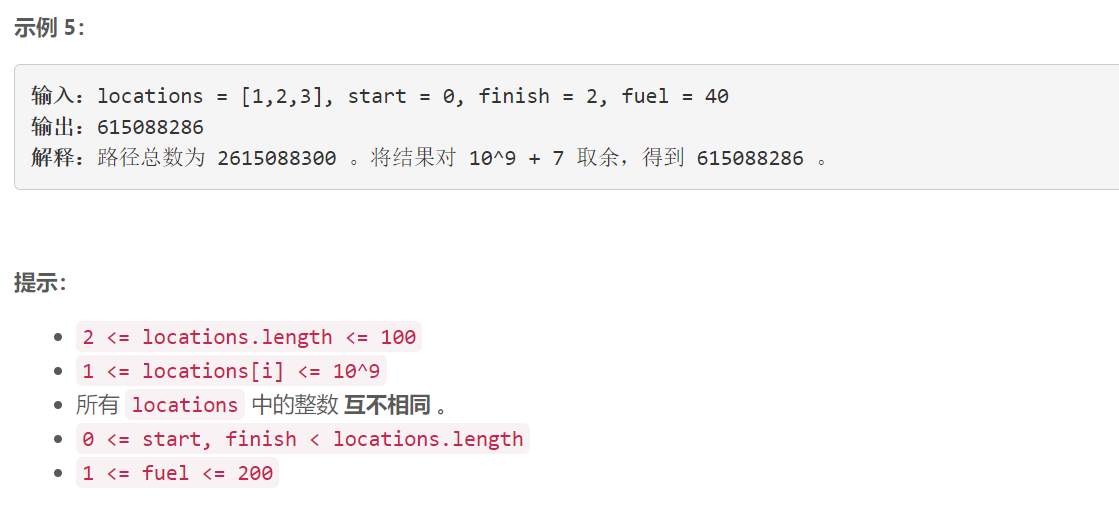 示例 5：
输入：locations = [1,2,3], start = 0, finish = 2, fuel = 40
输出：615088286
解释：路径总数为 2615088300 。将结果对 10^9 + 7 取余，得到 615088286 。
提示：
2 <= locations.length <= 100
1 <= locations[i] <= 10^9
所有 locations 中的整数 互不相同 。
0 <= start, finish < locations.length
1 <= fuel <= 200